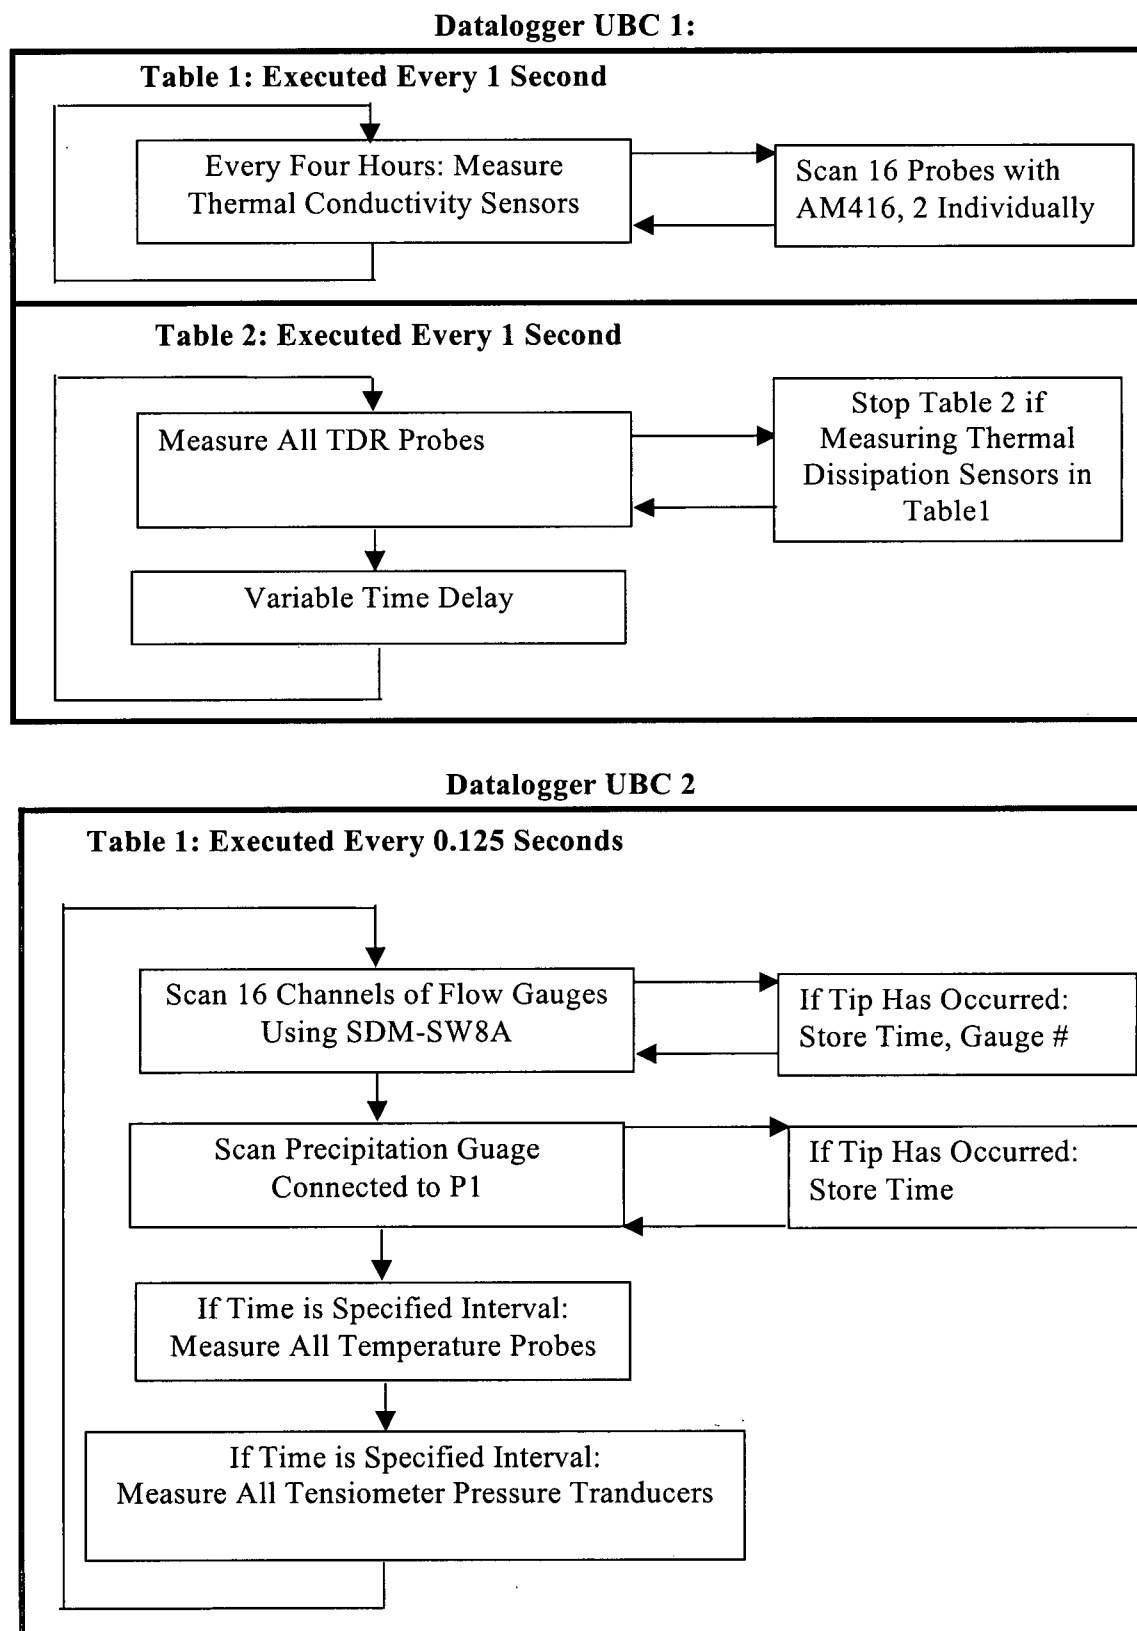 Datalogger UBC 1:
Table 1: Executed Every 1 Second
Every Four Hours: Measure
Thermal Conductivity Sensors
Scan 16 Probes with
AM416, 2 Individually
Table 2: Executed Every 1 Second
Measure All TDR Probes
Stop Table 2 if
Measuring Thermal
Dissipation Sensors in
Table1
Variable Time Delay
Datalogger UBC 2
Table 1: Executed Every 0.125 Seconds
Scan 16 Channels of Flow Gauges
Using SDM-SW8A
If Tip Has Occurred:
Store Time, Gauge #
Scan Precipitation Guage
Connected to P1
If Tip Has Occurred:
Store Time
If Time is Specified Interval:
Measure All Temperature Probes
If Time is Specified Interval:
Measure All Tensiometer Pressure Tranducers